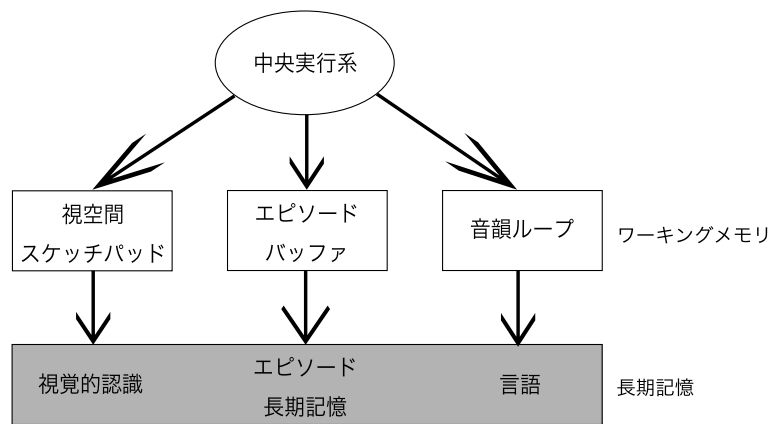 中央実行系
視空間
スケッチパッド
エピソード
バッファ
音韻ループ
ワーキングメモリ
視覚的認識
エピソード
長期記憶
言語
長期記憶